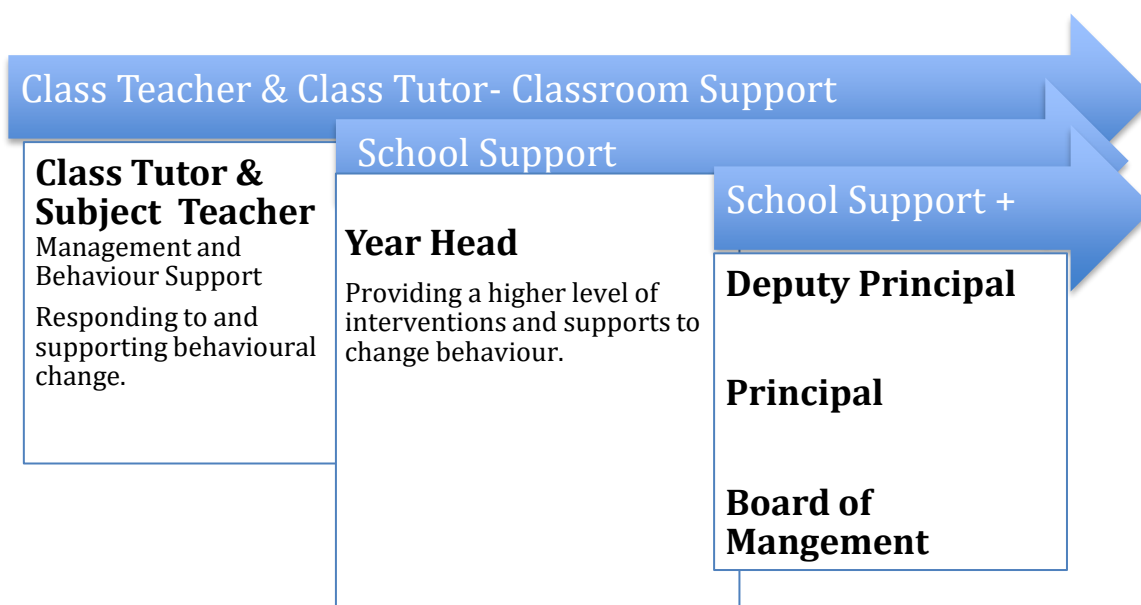 Class Teacher & Class Tutor- Classroom Support
Class Tutor &
Subject Teacher
Management and
Behaviour Support
Responding to and
supporting behavioural
change.
School Support
Year Head
Providing a higher level of
interventions and supports to
change behaviour.
School Support +
Deputy Principal
Principal
Board of
Mangement